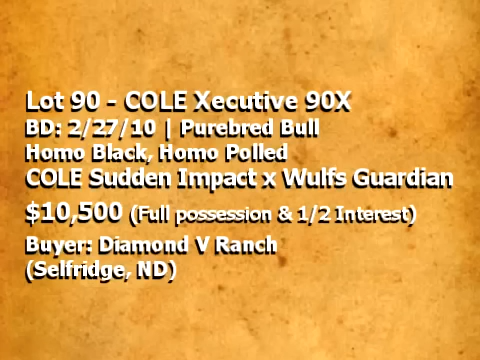 Lot 90 - COLE Xecutive 90X
BD: 2/27/10 | Purebred Bull
Homo Black, Homo Polled
COLE Sudden Impact x Wulfs Guardian
$10,500 (Full possession & 1/2 Interest)
Buyer: Diamond V Ranch
(Selfridge, ND)